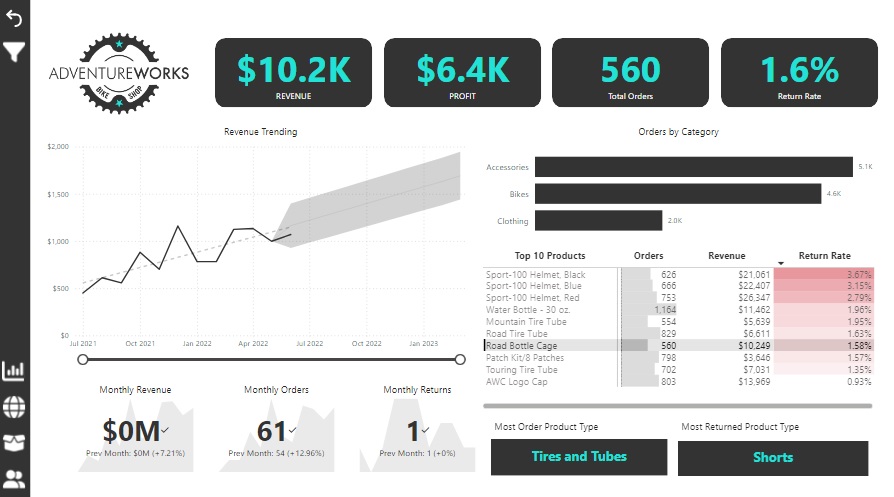 ADVENTUREWORKS
BIKE SHOP
$10.2K
REVENUE
$6.4K
PROFIT
560
Total Orders
1.6%
Return Rate
Revenue Trending
$2,000
$1,500
$1,000
$500
$0
Jul 2021 Oct 2021 Jan 2022 Apr 2022 Jul 2022 Oct 2022 Jan 2023
Orders by Category
Accessories 5.1K
Bikes 4.6K
Clothing 2.0K
Top 10 Products Orders Revenue Return Rate
Sport-100 Helmet, Black 626 $21,061 3.67%
Sport-100 Helmet, Blue 666 $22,407 3.15%
Sport-100 Helmet, Red 753 $26,347 2.79%
Water Bottle - 30 oz. 1,164 $11,462 1.96%
Mountain Tire Tube 554 $5,639 1.95%
Road Tire Tube 829 $6,611 1.63%
Road Bottle Cage 560 $10,249 1.58%
Patch Kit/8 Patches 798 $3,646 1.57%
Touring Tire Tube 702 $7,031 1.35%
AWC Logo Cap 803 $13,969 0.93%
Monthly Revenue
$0M
Prev Month: $0M (+7.21%)
Monthly Orders
61
Prev Month: 54 (+12.96%)
Monthly Returns
1
Prev Month: 1 (+0%)
Most Order Product Type
Tires and Tubes
Most Returned Product Type
Shorts